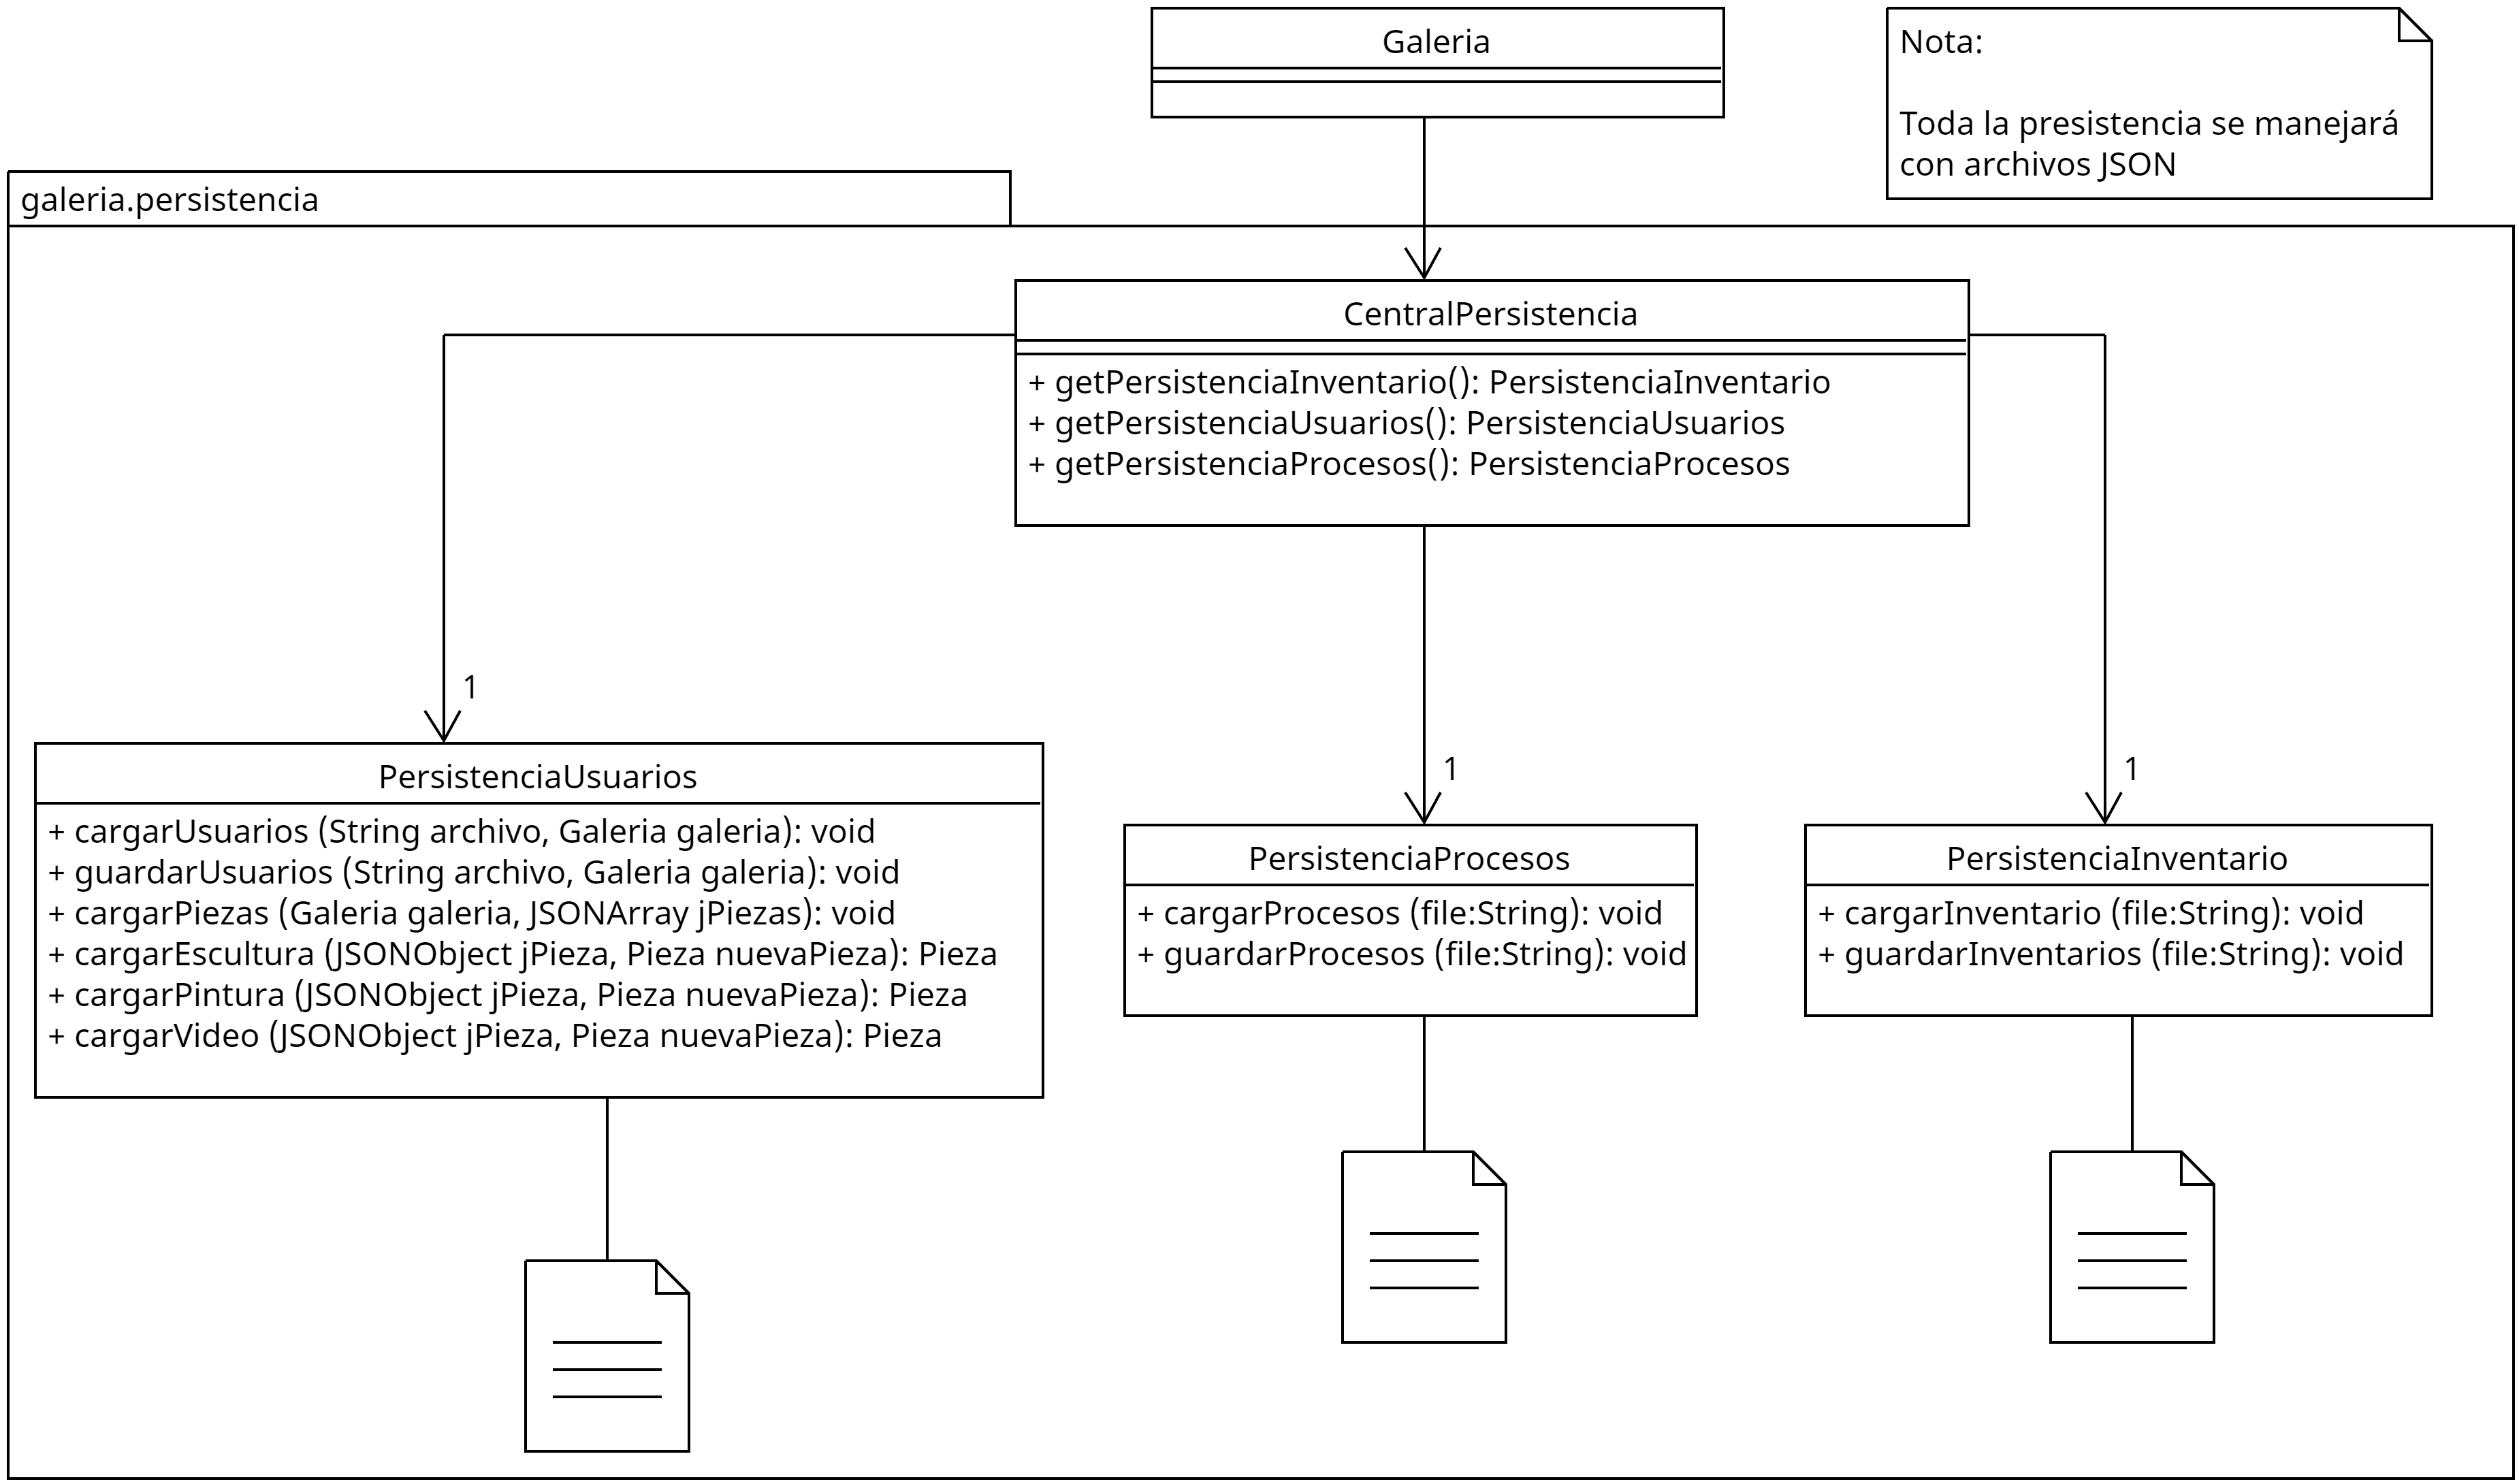 Galeria
Nota:
Toda la presistencia se manejará
con archivos JSON
galeria.persistencia
CentralPersistencia
+ getPersistenciaInventario(): PersistenciaInventario
+ getPersistenciaUsuarios(): PersistenciaUsuarios
+ getPersistenciaProcesos(): PersistenciaProcesos
1
PersistenciaUsuarios
+ cargarUsuarios (String archivo, Galeria galeria): void
+ guardarUsuarios (String archivo, Galeria galeria): void
+ cargarPiezas (Galeria galeria, JSONArray jPiezas): void
+ cargarEscultura (JSONObject jPieza, Pieza nuevaPieza): Pieza
+ cargarPintura (JSONObject jPieza, Pieza nuevaPieza): Pieza
+ cargarVideo (JSONObject jPieza, Pieza nuevaPieza): Pieza
1
PersistenciaProcesos
+ cargarProcesos (file:String): void
+ guardarProcesos (file:String): void
1
PersistenciaInventario
+ cargarInventario (file:String): void
+ guardarInventarios (file:String): void